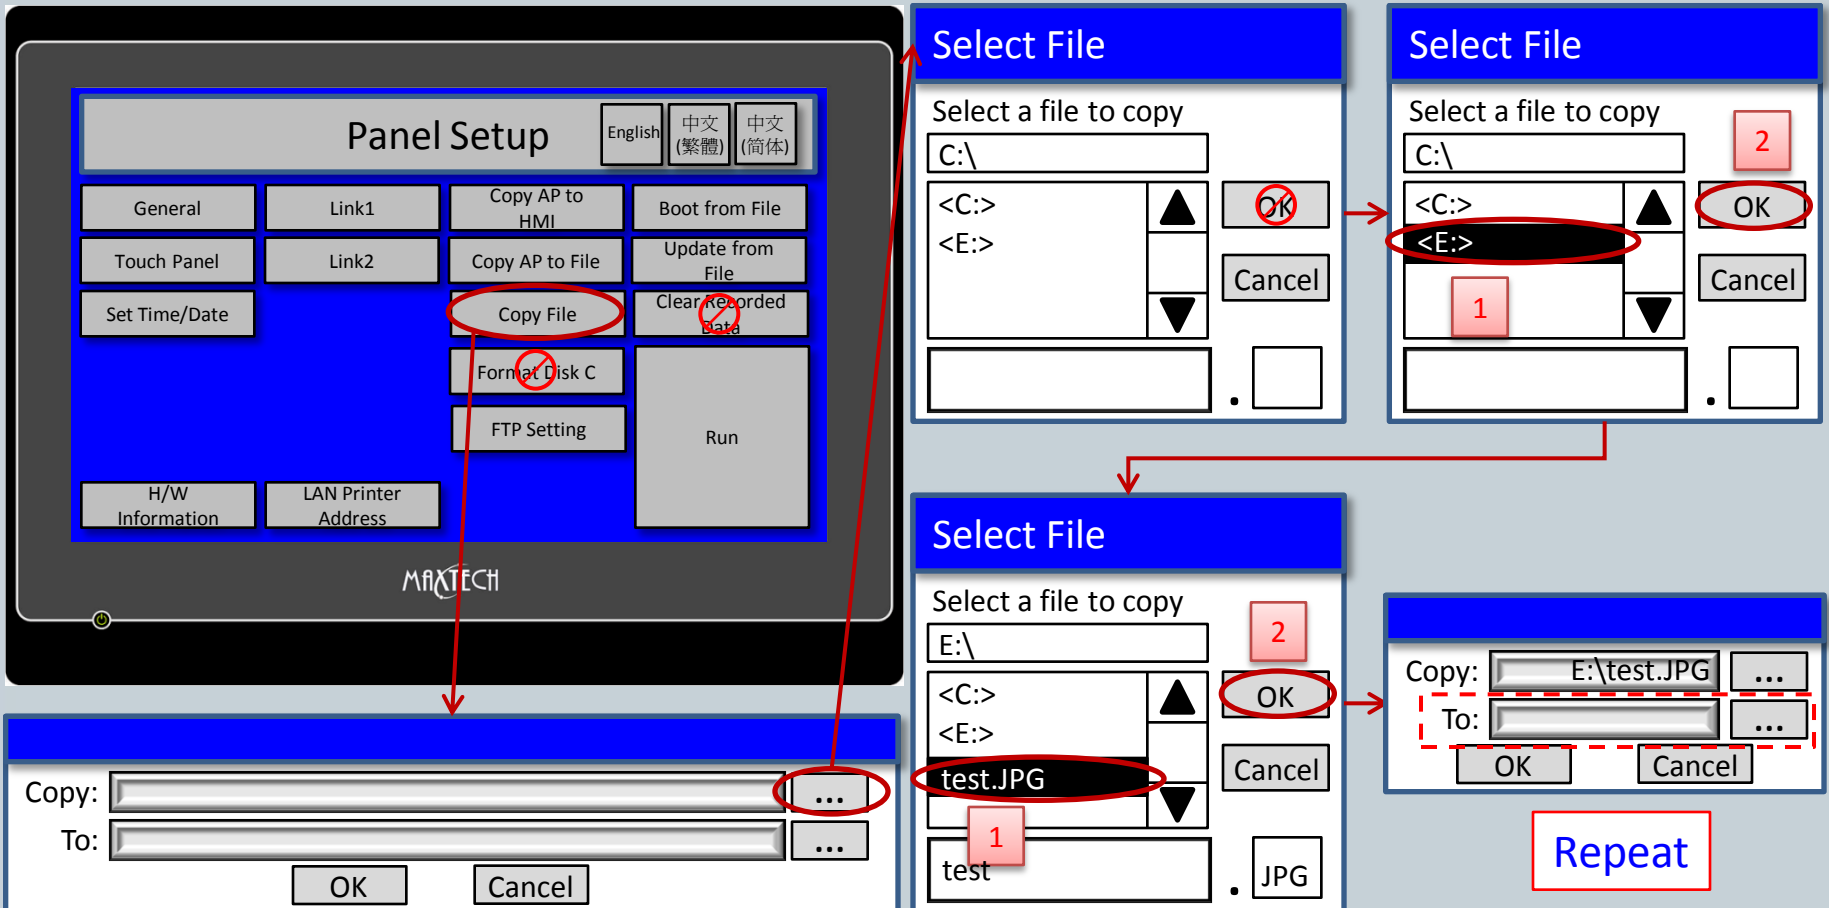 Panel Setup
English
中文
(繁體)
中文
(简体)
General
Link1
Copy AP to
HMI
Boot from File
Touch Panel
Link2
Copy AP to File
Update from
File
Set Time/Date
Copy File
Clear Recorded
Data
Format Disk C
FTP Setting
Run
H/W
Information
LAN Printer
Address
MAXTECH
Copy:
...
To:
...
OK
Cancel
Select File
Select a file to copy
C:\
<C:>
<E:>
OK
Cancel
.
Select File
Select a file to copy
2
C:\
<C:>
OK
<E:>
Cancel
1
.
Select File
Select a file to copy
2
E:\
<C:>
OK
<E:>
test.JPG
Cancel
1
test
.
JPG
Copy:
E:\test.JPG
...
To:
...
OK
Cancel
Repeat